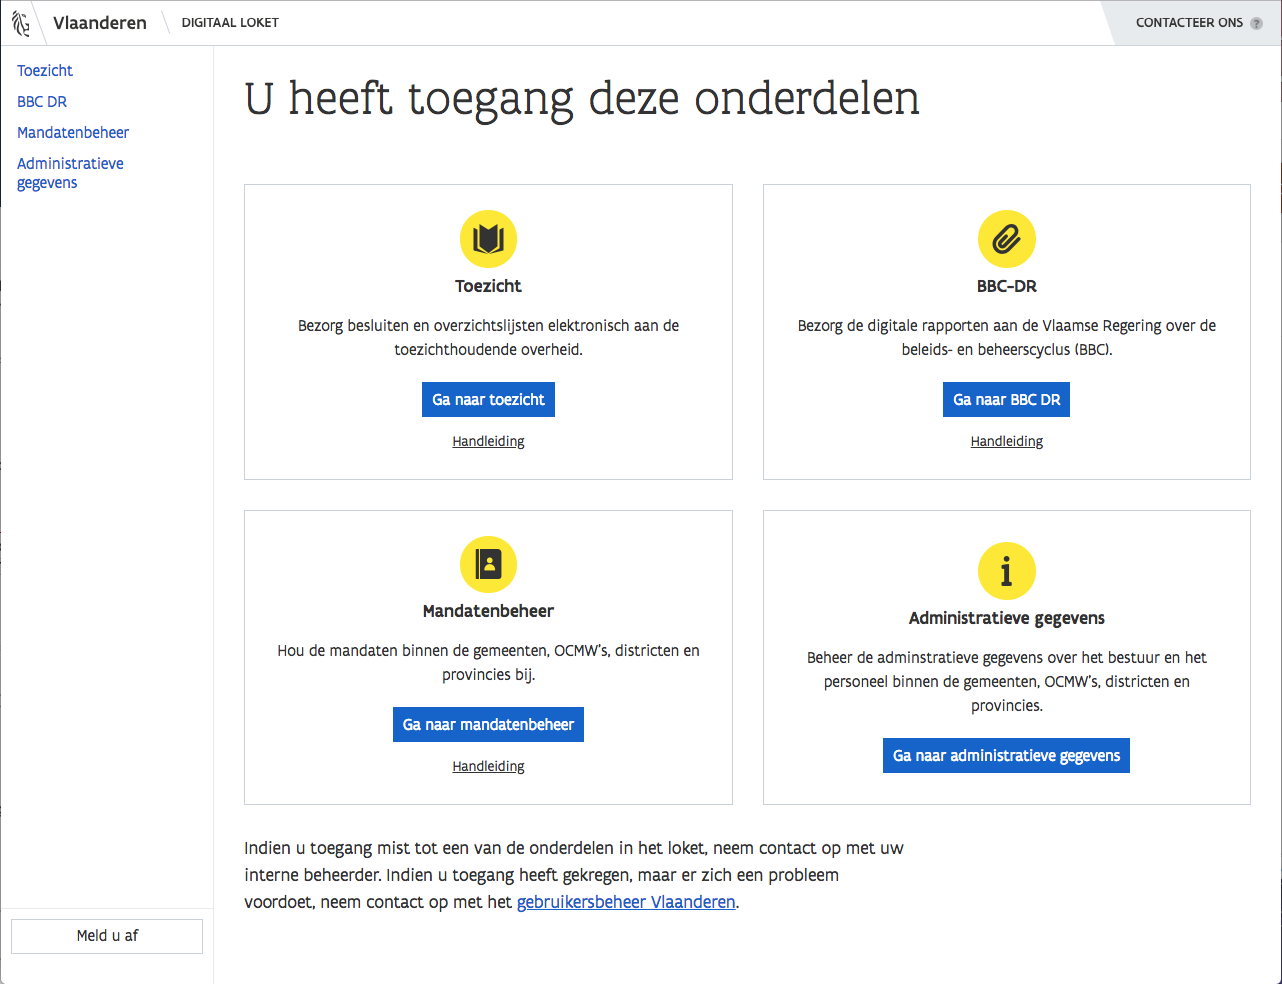 Vlaanderen
DIGITAAL LOKET
CONTACTEER ONS ?
Toezicht
BBC DR
Mandatenbeheer
Administratieve
gegevens
Meld u af
U heeft toegang deze onderdelen
Toezicht
Bezorg besluiten en overzichtslijsten elektronisch aan de
toezichthoudende overheid.
Ga naar toezicht
Handleiding
BBC-DR
Bezorg de digitale rapporten aan de Vlaamse Regering over de
beleids- en beheerscyclus (BBC).
Ga naar BBC DR
Handleiding
Mandatenbeheer
Hou de mandaten binnen de gemeenten, OCMW's, districten en
provincies bij.
Ga naar mandatenbeheer
Handleiding
Administratieve gegevens
Beheer de adminstratieve gegevens over het bestuur en het
personeel binnen de gemeenten, OCMW's, districten en
provincies.
Ga naar administratieve gegevens
Indien u toegang mist tot een van de onderdelen in het loket, neem contact op met uw
interne beheerder. Indien u toegang heeft gekregen, maar er zich een probleem
voordoet, neem contact op met het gebruikersbeheer Vlaanderen.